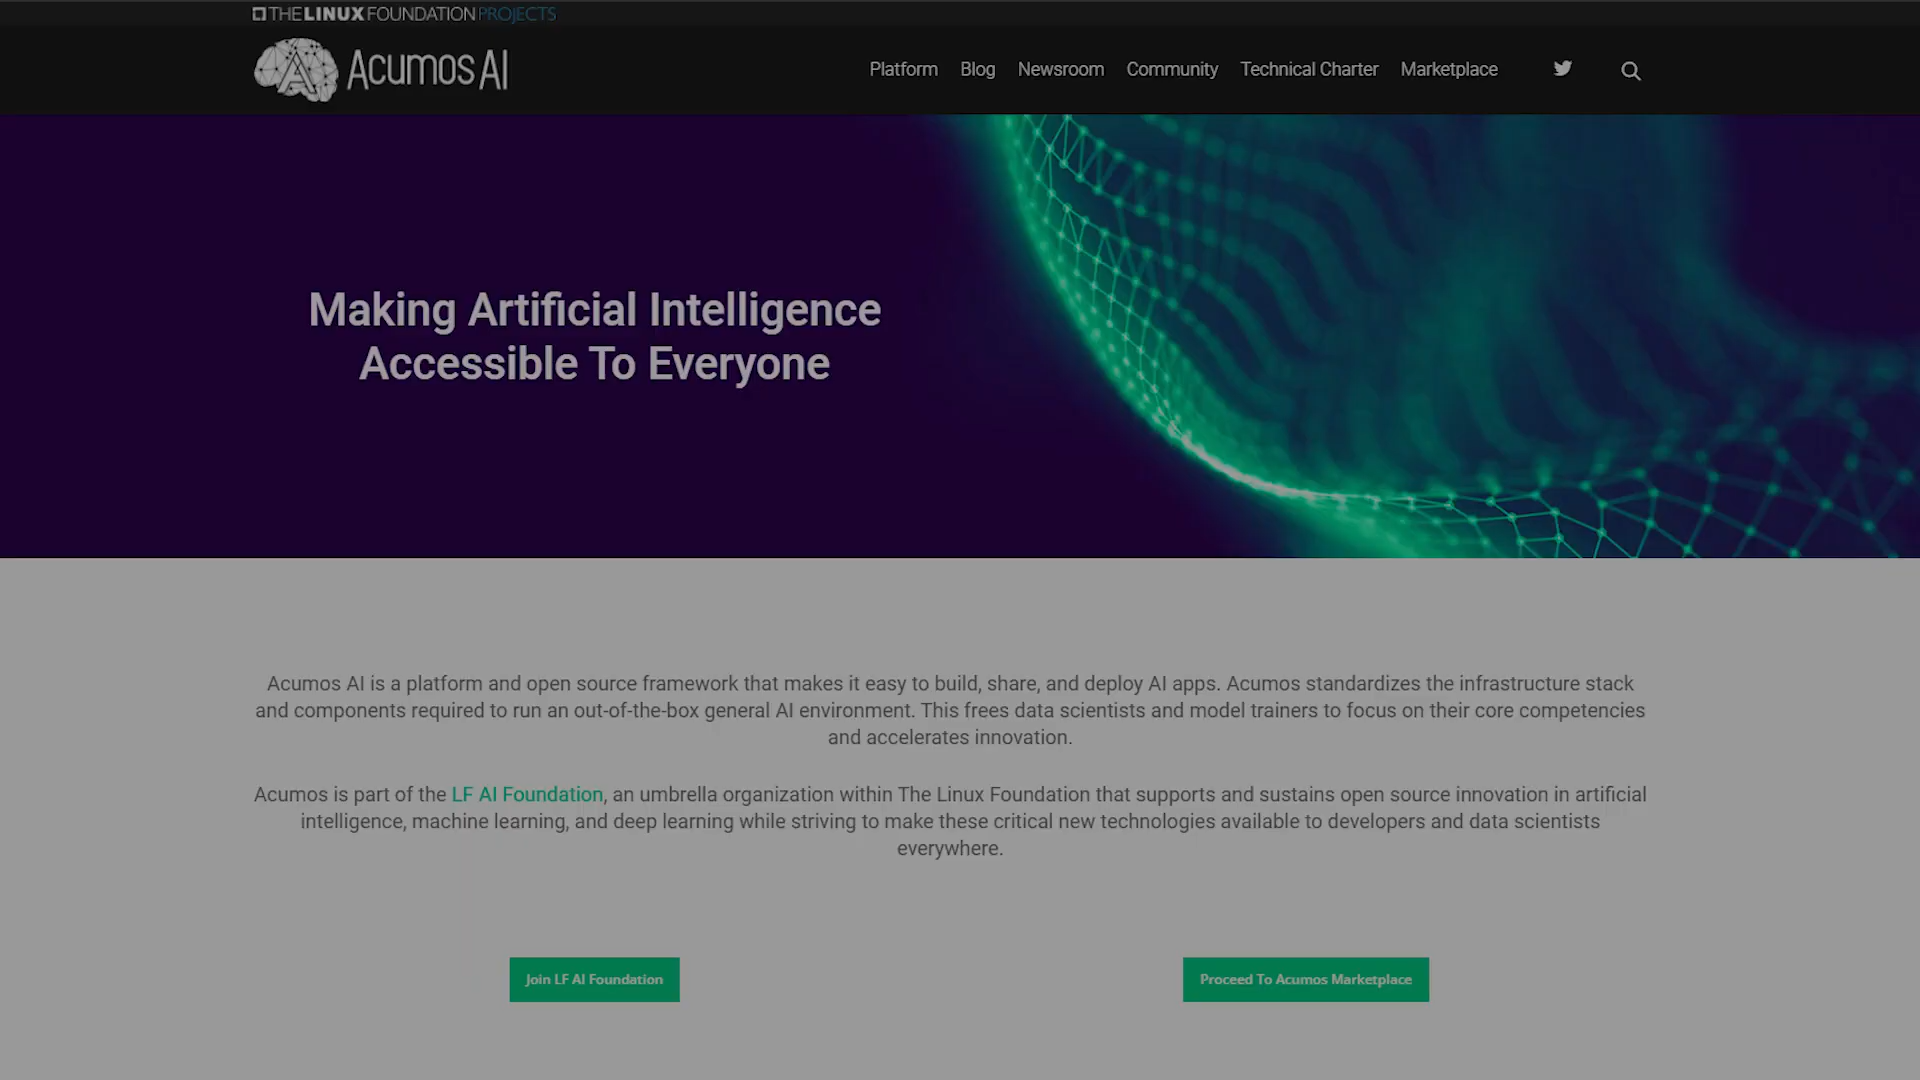 THE LINUX FOUNDATION PROJECTS
Acumos AI
Platform Blog Newsroom Community Technical Charter Marketplace
Making Artificial Intelligence
Accessible To Everyone
Acumos AI is a platform and open source framework that makes it easy to build, share, and deploy AI apps. Acumos standardizes the infrastructure stack
and components required to run an out-of-the-box general AI environment. This frees data scientists and model trainers to focus on their core competencies
and accelerates innovation.
Acumos is part of the LF AI Foundation, an umbrella organization within The Linux Foundation that supports and sustains open source innovation in artificial
intelligence, machine learning, and deep learning while striving to make these critical new technologies available to developers and data scientists
everywhere.
Join LF AI Foundation
Proceed To Acumos Marketplace